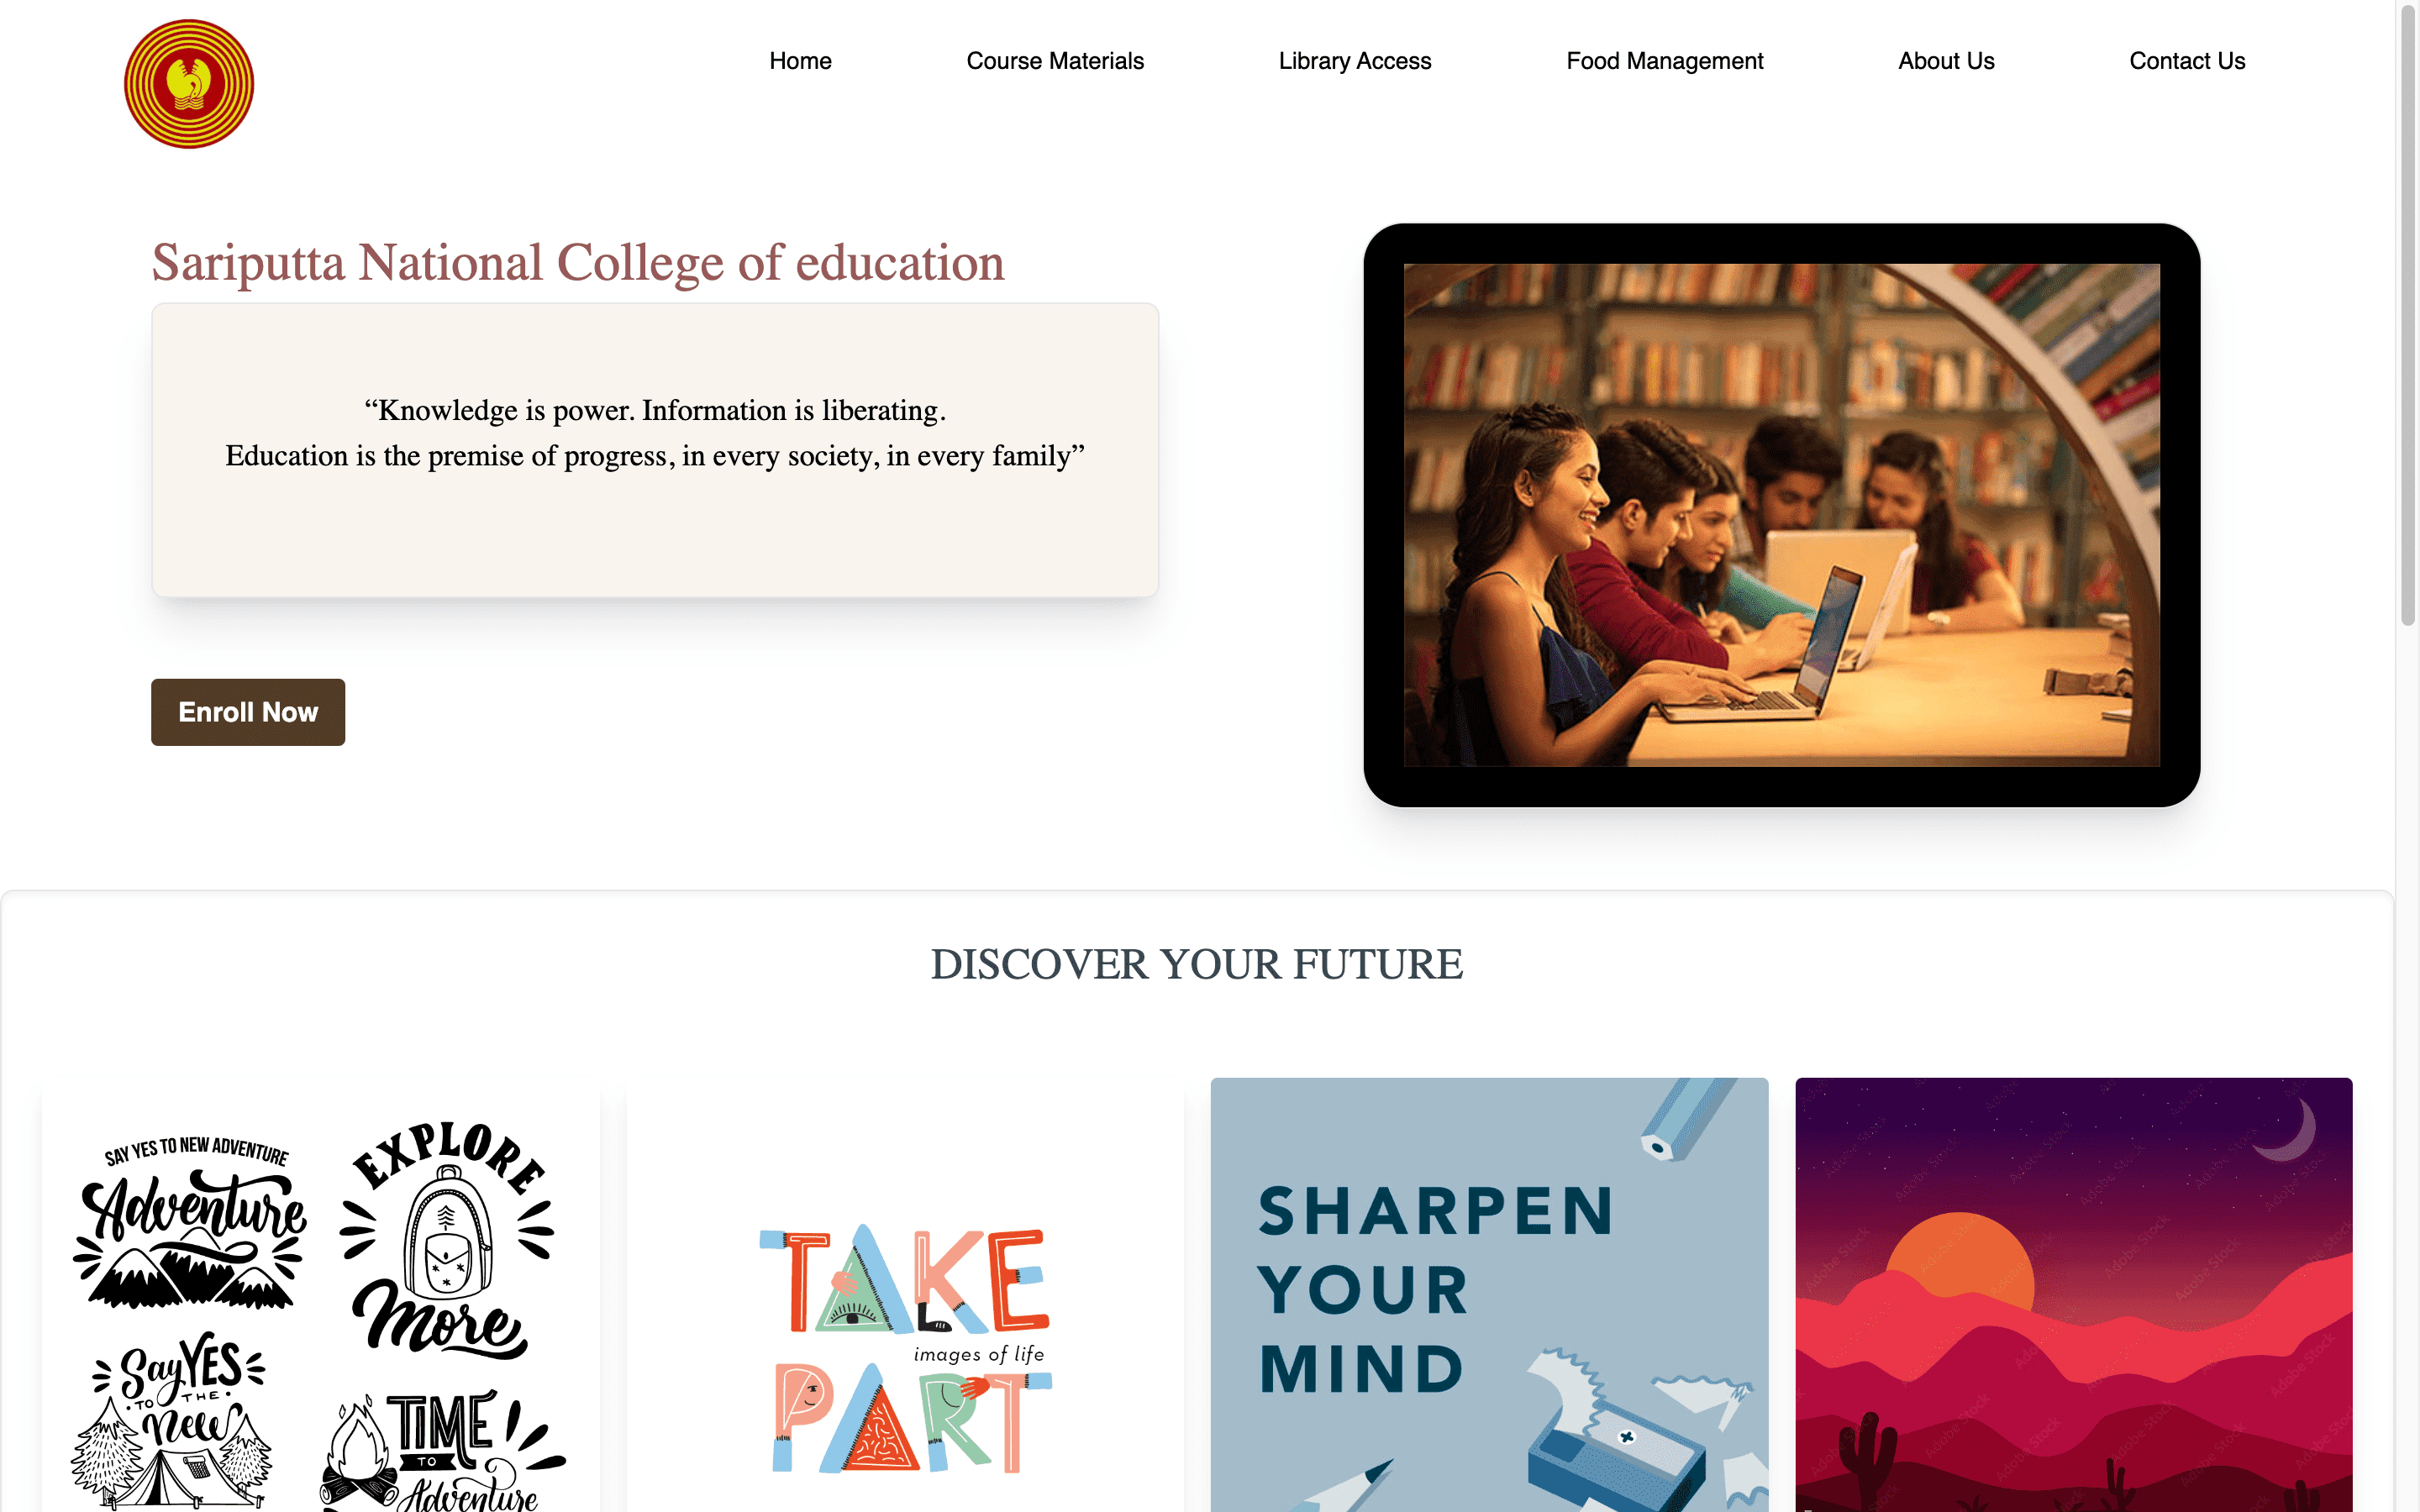 Home
Course Materials
Library Access
Food Management
About Us
Contact Us
Sariputta National College of education
“Knowledge is power. Information is liberating.
Education is the premise of progress, in every society, in every family”
Enroll Now
DISCOVER YOUR FUTURE
SAY YES TO NEW ADVENTURE
Adventure
EXPLORE
More
Say YES
TO THE
New
TIME
TO
Adventure
TAKE
images of life
PART
SHARPEN
YOUR
MIND
Adobe Stock